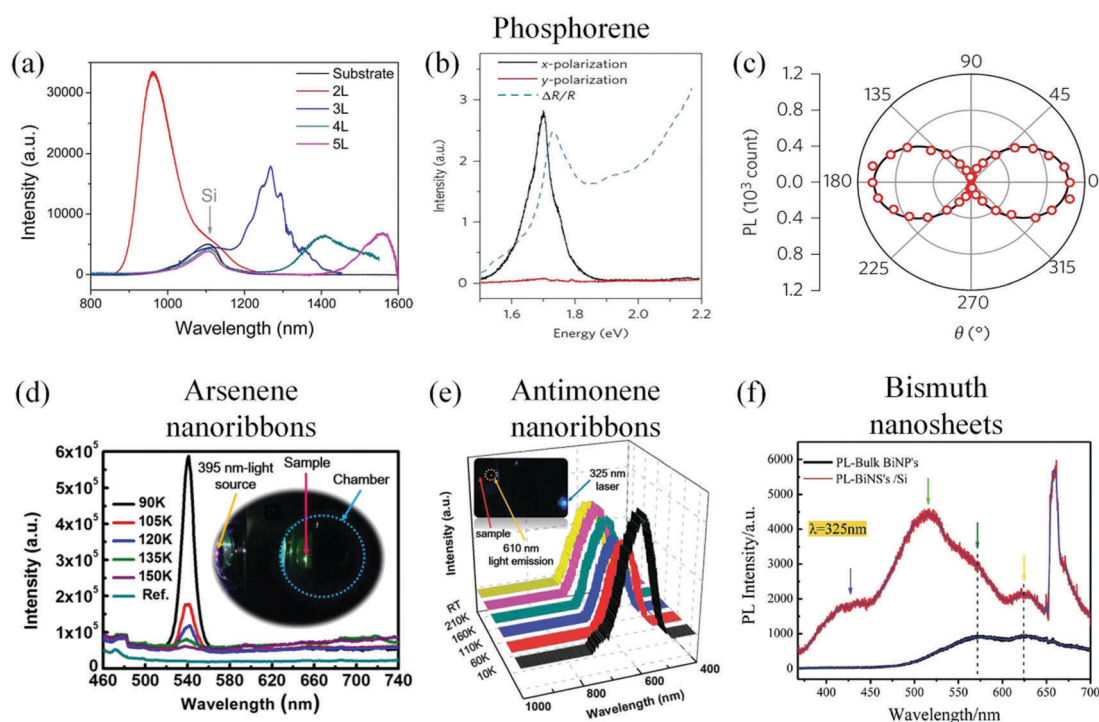 Phosphorene
(a)
Intensity (a.u.)
30000
20000
10000
0
Substrate
2L
3L
4L
5L
Si
800 1000 1200 1400 1600
Wavelength (nm)
(b)
Intensity (a.u.)
3
2
1
0
x-polarization
y-polarization
ΔR/R
1.6 1.8 2.0 2.2
Energy (eV)
(c)
PL (10³ count)
1.2
0.8
0.4
0.0
0.4
0.8
1.2
90
135 45
180 0
225 315
270
θ (°)
(d)
Arsenene
nanoribbons
Intensity (a.u.)
6x10⁵
5x10⁵
4x10⁵
3x10⁵
2x10⁵
1x10⁵
0
395 nm-light
source
Sample
Chamber
90K
105K
120K
135K
150K
Ref.
460 500 540 580 620 660 700 740
Wavelength (nm)
(e)
Antimonene
nanoribbons
Intensity (a.u.)
325 nm
laser
sample
610 nm
light emission
RT
210K
160K
110K
60K
10K
1000 800 600 400
Wavelength (nm)
(f)
Bismuth
nanosheets
PL Intensity/a.u.
6000
5000
4000
3000
2000
1000
0
PL-Bulk BiNP's
PL-BiNS's /Si
λ=325nm
400 450 500 550 600 650 700
Wavelength/nm